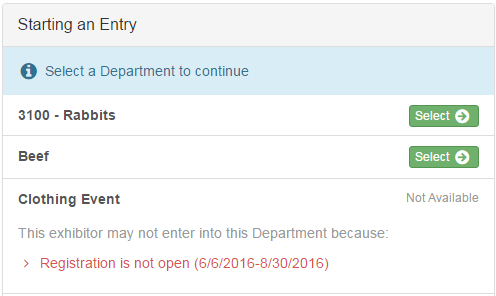 Starting an Entry
Select a Department to continue
3100 - Rabbits Select
Beef Select
Clothing Event Not Available
This exhibitor may not enter into this Department because:
Registration is not open (6/6/2016-8/30/2016)